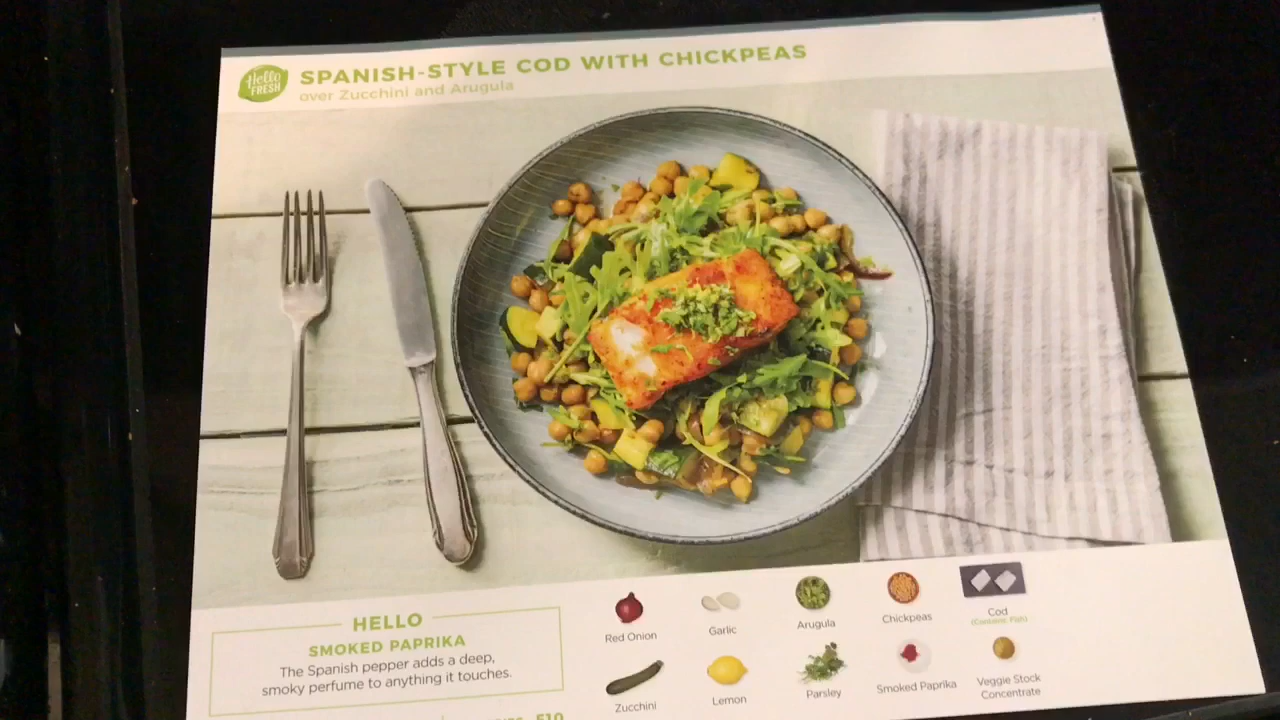 Hello
FRESH
SPANISH-STYLE COD WITH CHICKPEAS
over Zucchini and Arugula
HELLO
SMOKED PAPRIKA
The Spanish pepper adds a deep,
smoky perfume to anything it touches.
Red Onion
Garlic
Arugula
Chickpeas
Cod
(Contains: Fish)
Zucchini
Lemon
Parsley
Smoked Paprika
Veggie Stock
Concentrate